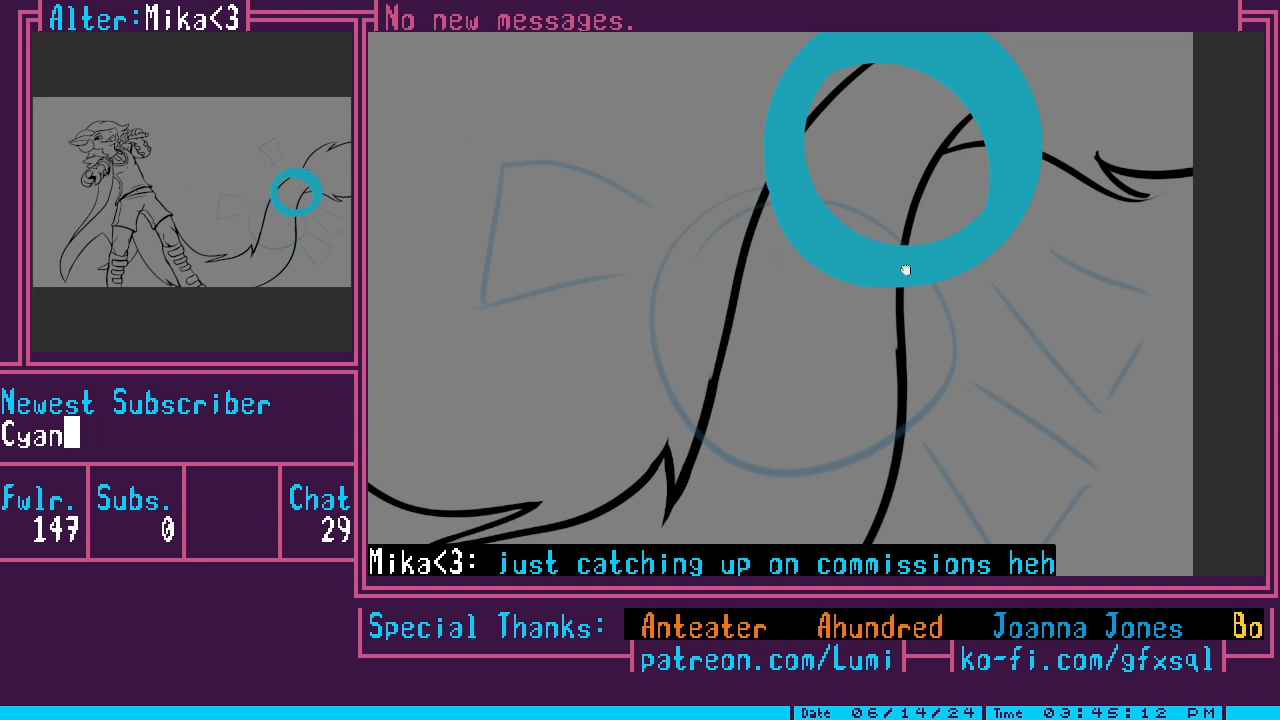 Alter:Mika<3
No new messages.
Newest Subscriber
Cyan
Fwlr.
147
Subs.
0
Chat
29
Mika<3: just catching up on commissions heh
Special Thanks: Anteater Ahundred Joanna Jones Bo
patreon.com/Lumi ko-fi.com/gfxsql
Date 06/14/24 Time 03:45:12 PM